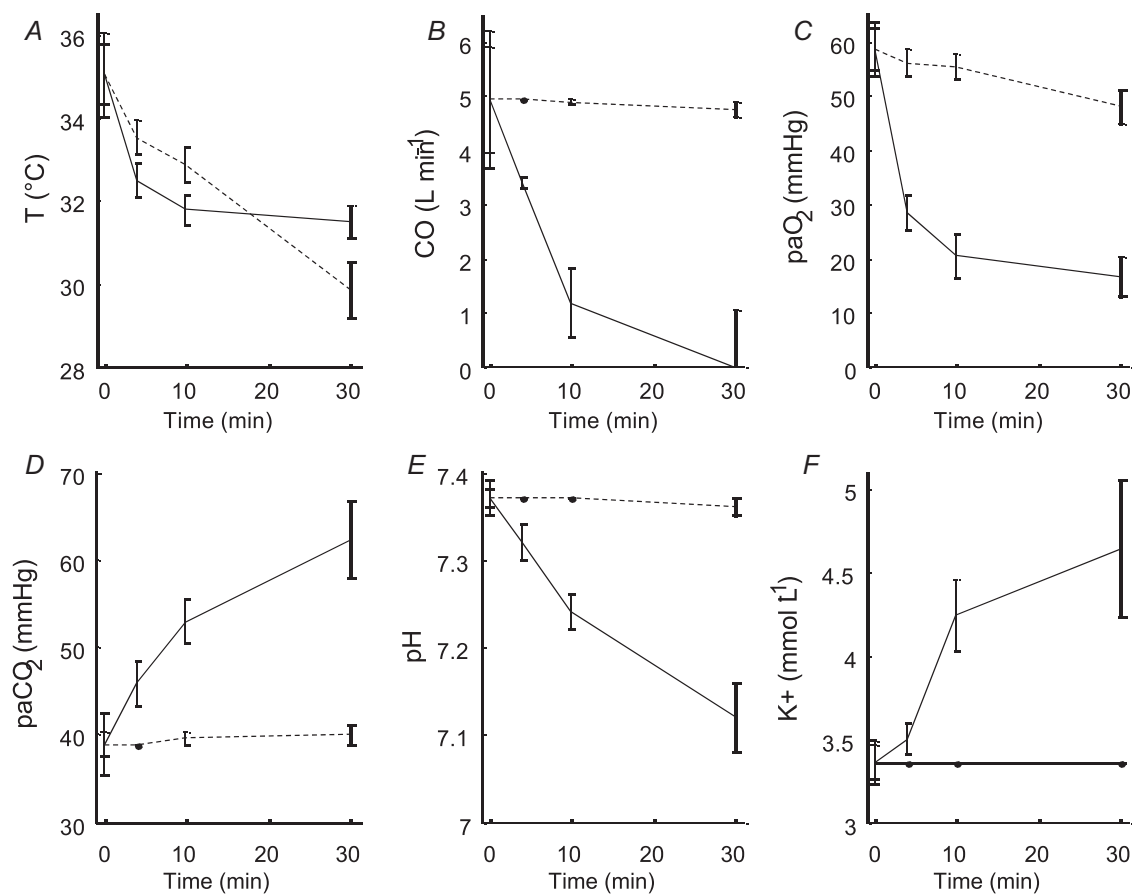 A
36
34
32
30
28
T (°C)
0 10 20 30
Time (min)
B
6
5
4
3
2
1
0
CO (L min-1)
0 10 20 30
Time (min)
C
60
50
40
30
20
10
0
paO2 (mmHg)
0 10 20 30
Time (min)
D
70
60
50
40
30
paCO2 (mmHg)
0 10 20 30
Time (min)
E
7.4
7.3
7.2
7.1
7
pH
0 10 20 30
Time (min)
F
5
4.5
4
3.5
3
K+ (mmol L-1)
0 10 20 30
Time (min)